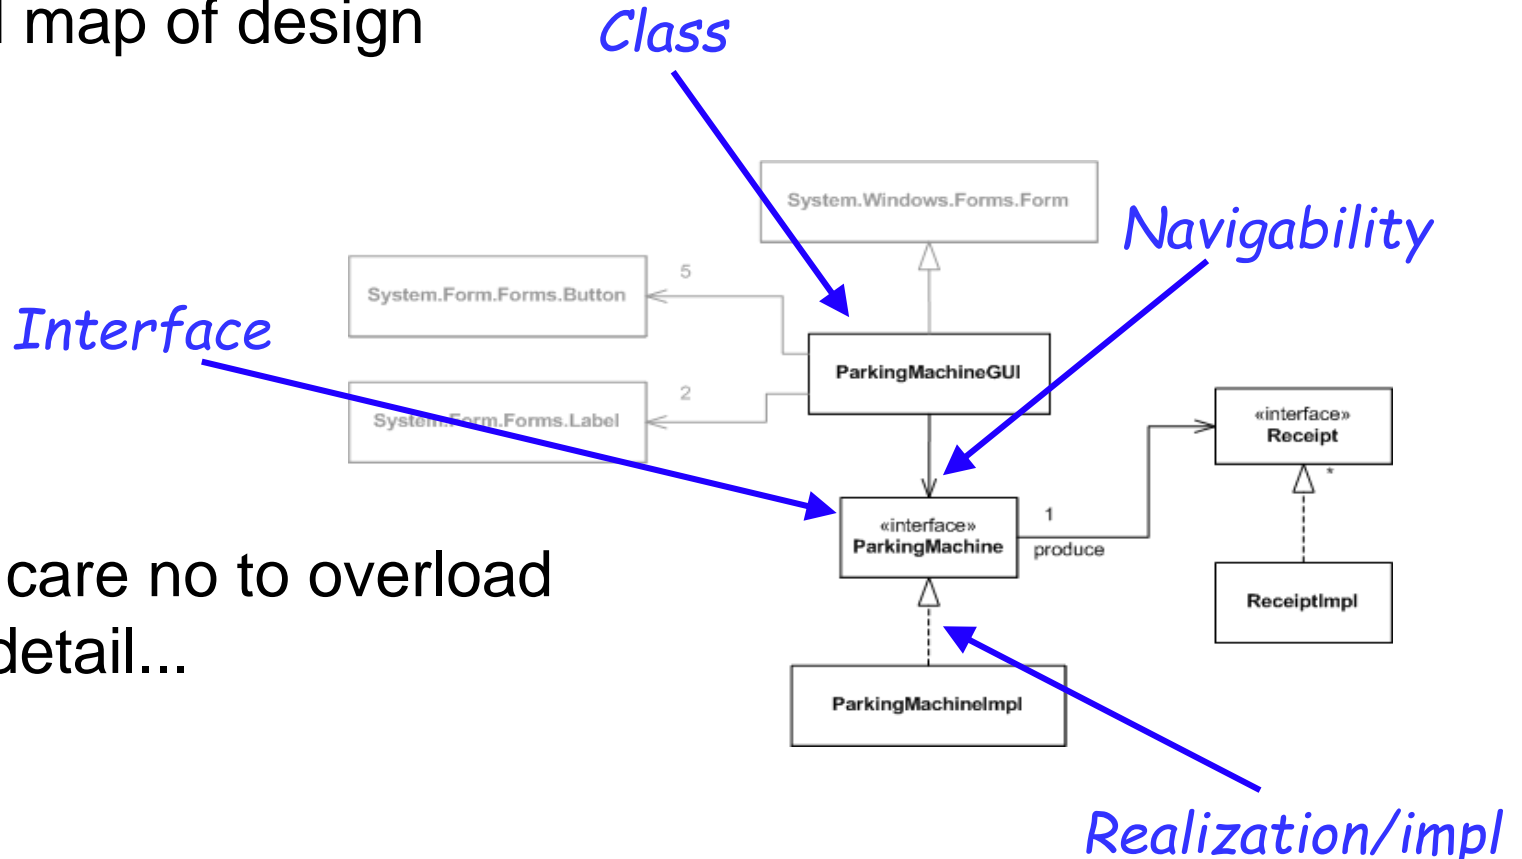 map of design
Class
System.Windows.Forms.Form
Navigability
5
System.Form.Forms.Button
Interface
ParkingMachineGUI
2
System.Form.Forms.Label
«interface»
Receipt
*
«interface»
ParkingMachine
1
produce
care no to overload
detail...
ReceiptImpl
ParkingMachineImpl
Realization/impl